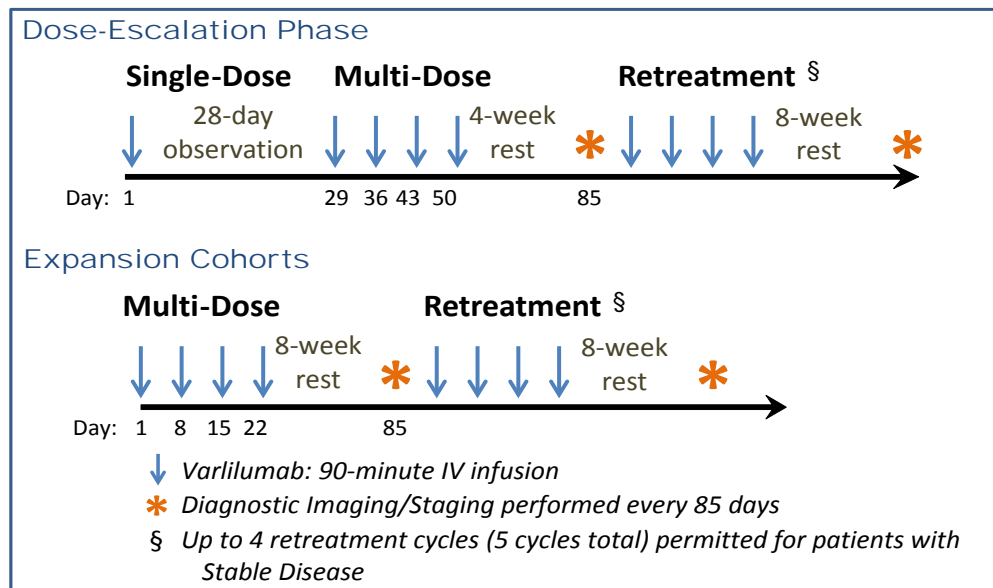 Dose-Escalation Phase
Single-Dose Multi-Dose Retreatment §
28-day observation 4-week rest 8-week rest
* *
Day: 1 29 36 43 50 85
Expansion Cohorts
Multi-Dose Retreatment §
8-week rest 8-week rest
* *
Day: 1 8 15 22 85
Varlilumab: 90-minute IV infusion
* Diagnostic Imaging/Staging performed every 85 days
§ Up to 4 retreatment cycles (5 cycles total) permitted for patients with
Stable Disease